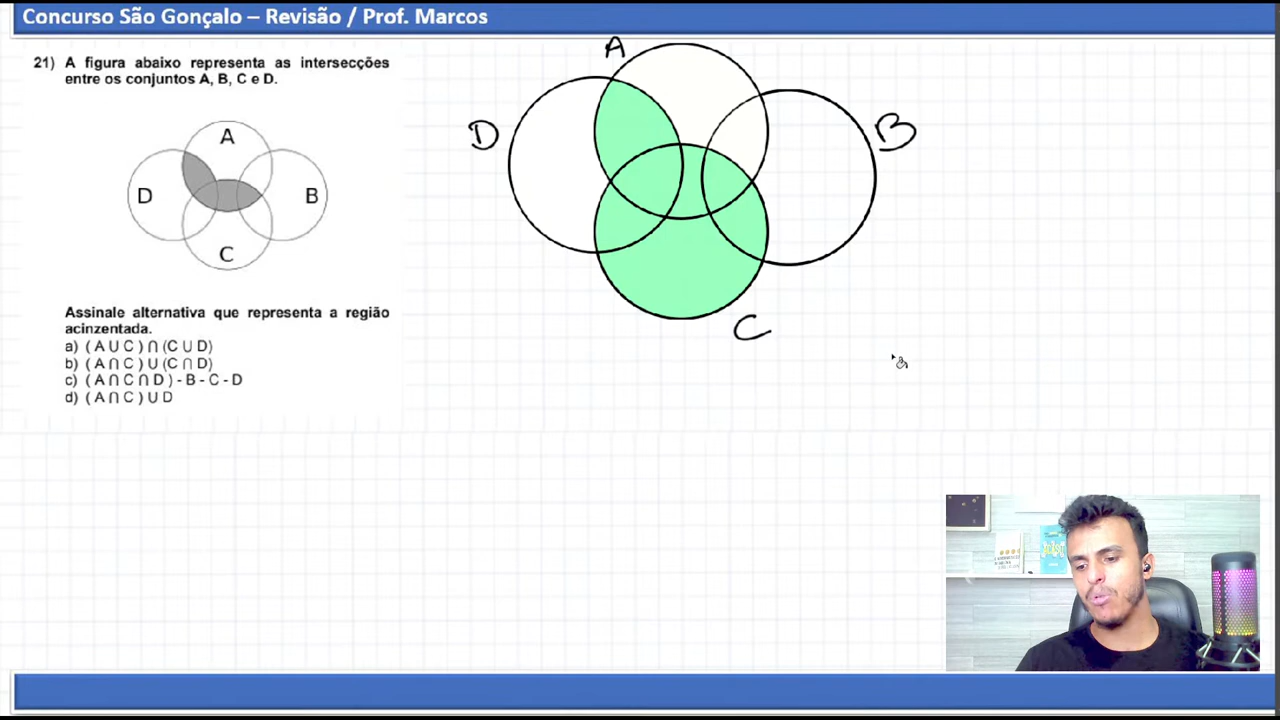 Concurso São Gonçalo – Revisão / Prof. Marcos
21) A figura abaixo representa as intersecções
entre os conjuntos A, B, C e D.
A
D
B
C
Assinale alternativa que representa a região
acinzentada.
a) ( A U C ) ∩ (C U D)
b) ( A ∩ C ) U (C ∩ D)
c) ( A ∩ C ∩ D ) - B - C - D
d) ( A ∩ C ) U D
A
D
B
C